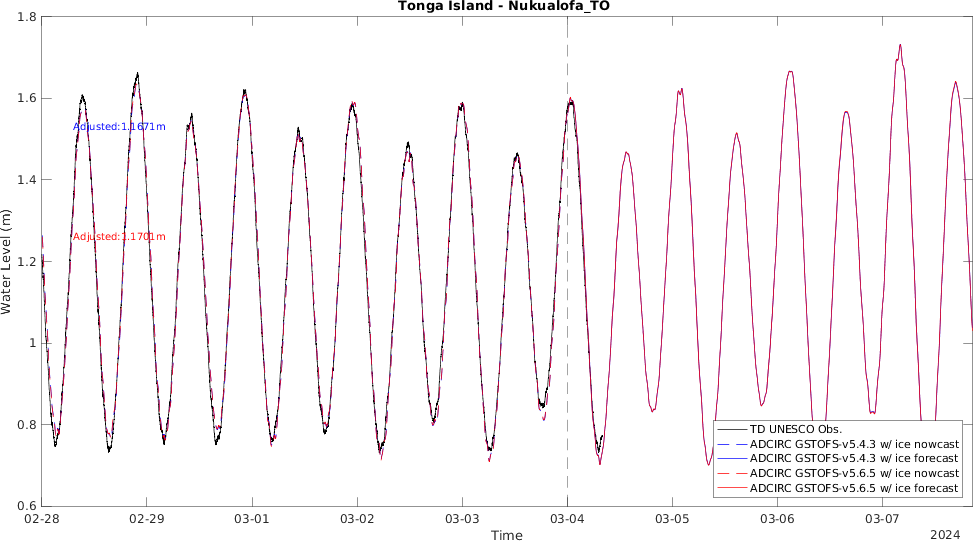 Tonga Island - Nukualofa_TO
1.8
1.6
1.4
1.2
1
0.8
0.6
Water Level (m)
Adjusted:1.1671m
Adjusted:1.1701m
TD UNESCO Obs.
ADCIRC GSTOFS-v5.4.3 w/ ice nowcast
ADCIRC GSTOFS-v5.4.3 w/ ice forecast
ADCIRC GSTOFS-v5.6.5 w/ ice nowcast
ADCIRC GSTOFS-v5.6.5 w/ ice forecast
02-28 02-29 03-01 03-02 03-03 03-04 03-05 03-06 03-07
Time
2024